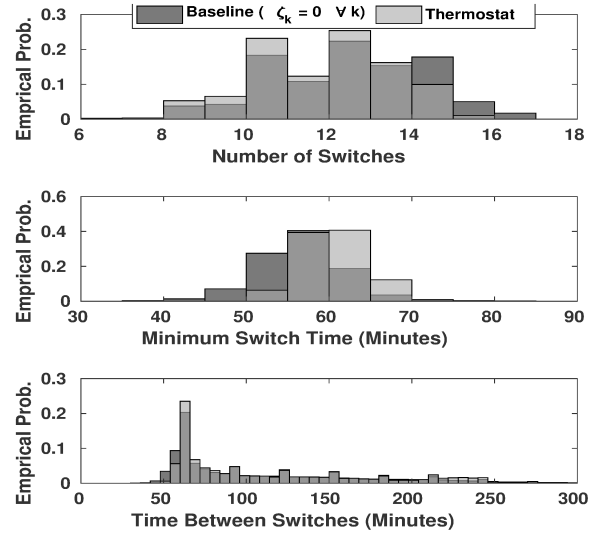 Baseline ( ζk = 0 ∀ k) Thermostat
0.3
0.2
0.1
0
Emprical Prob.
6 8 10 12 14 16 18
Number of Switches
0.6
0.4
0.2
0
Emprical Prob.
30 40 50 60 70 80 90
Minimum Switch Time (Minutes)
0.3
0.2
0.1
0
Emprical Prob.
0 50 100 150 200 250 300
Time Between Switches (Minutes)